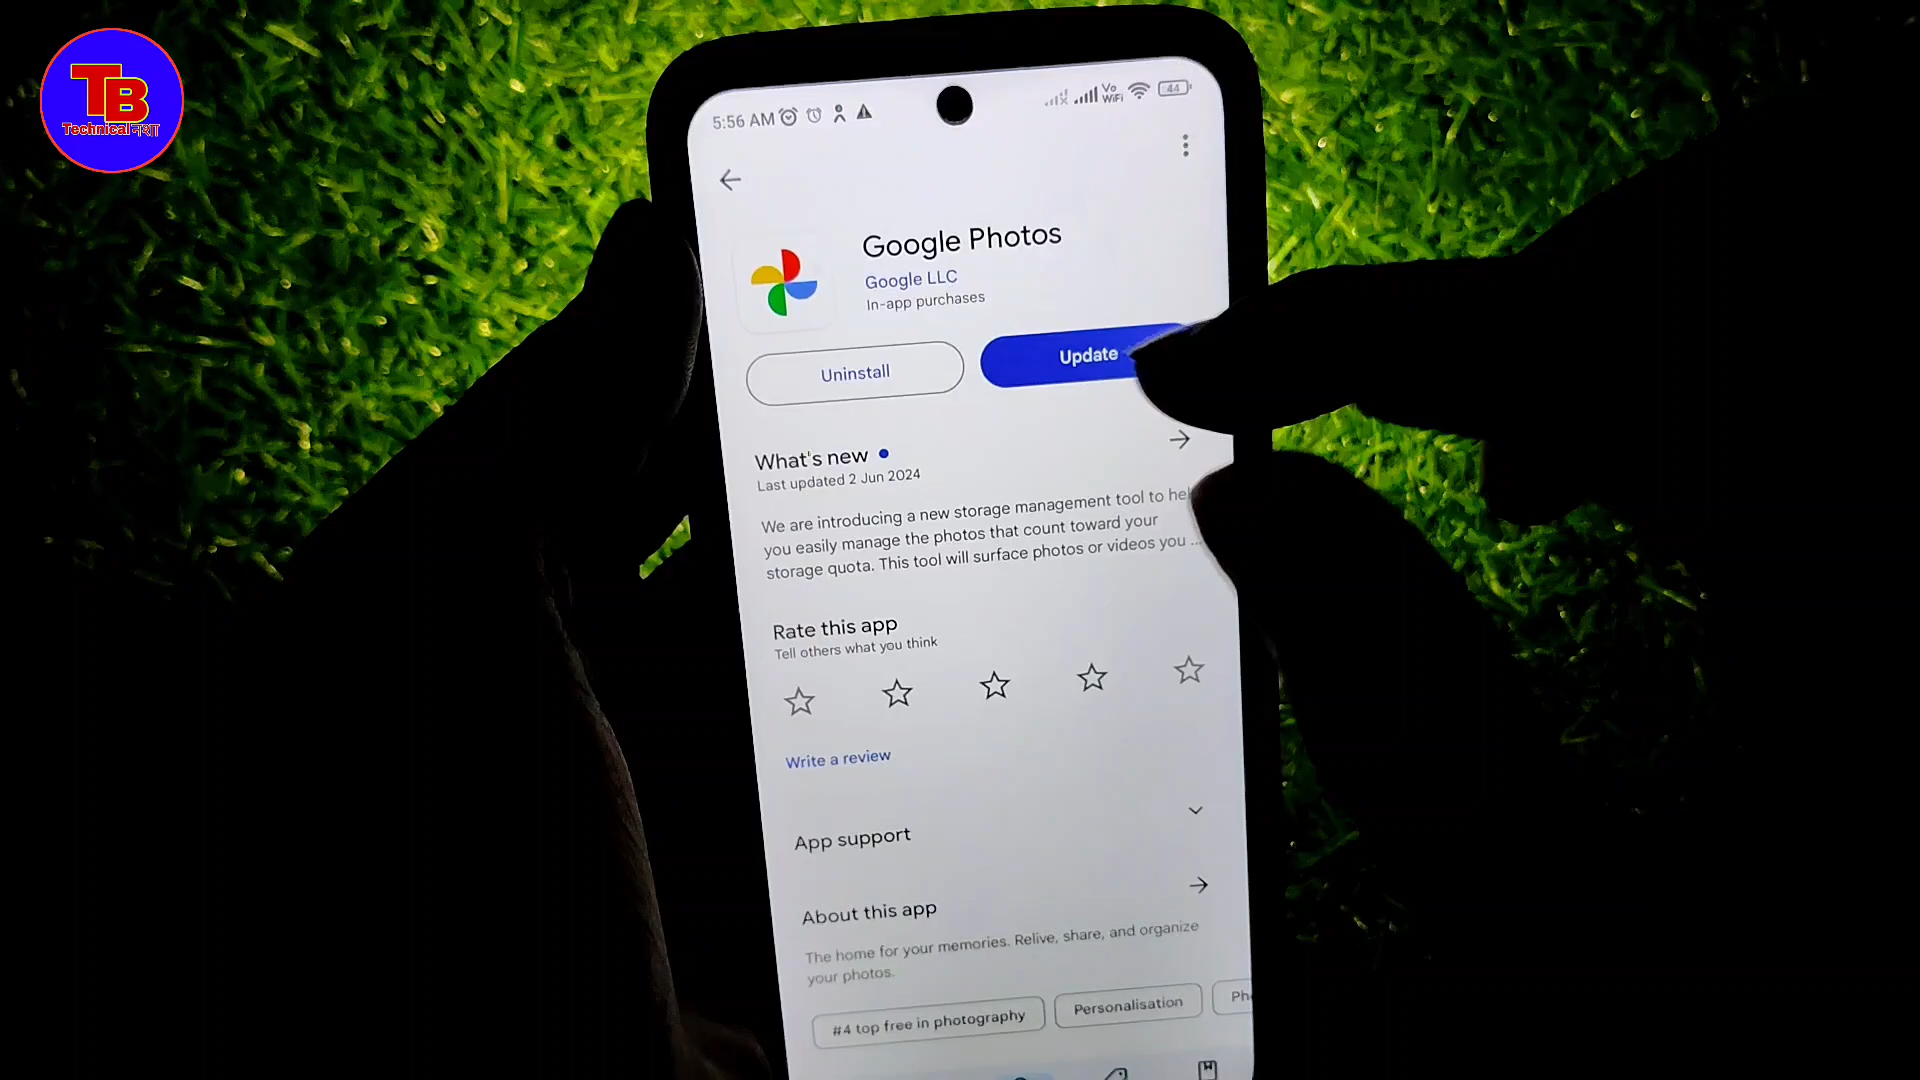 TB
Technicalनशा
5:56 AM
Vo
WiFi
44
Google Photos
Google LLC
In-app purchases
Uninstall
Update
What's new
Last updated 2 Jun 2024
We are introducing a new storage management tool to hel
you easily manage the photos that count toward your
storage quota. This tool will surface photos or videos you ...
Rate this app
Tell others what you think
Write a review
App support
About this app
The home for your memories. Relive, share, and organize
your photos.
#4 top free in photography
Personalisation
Ph